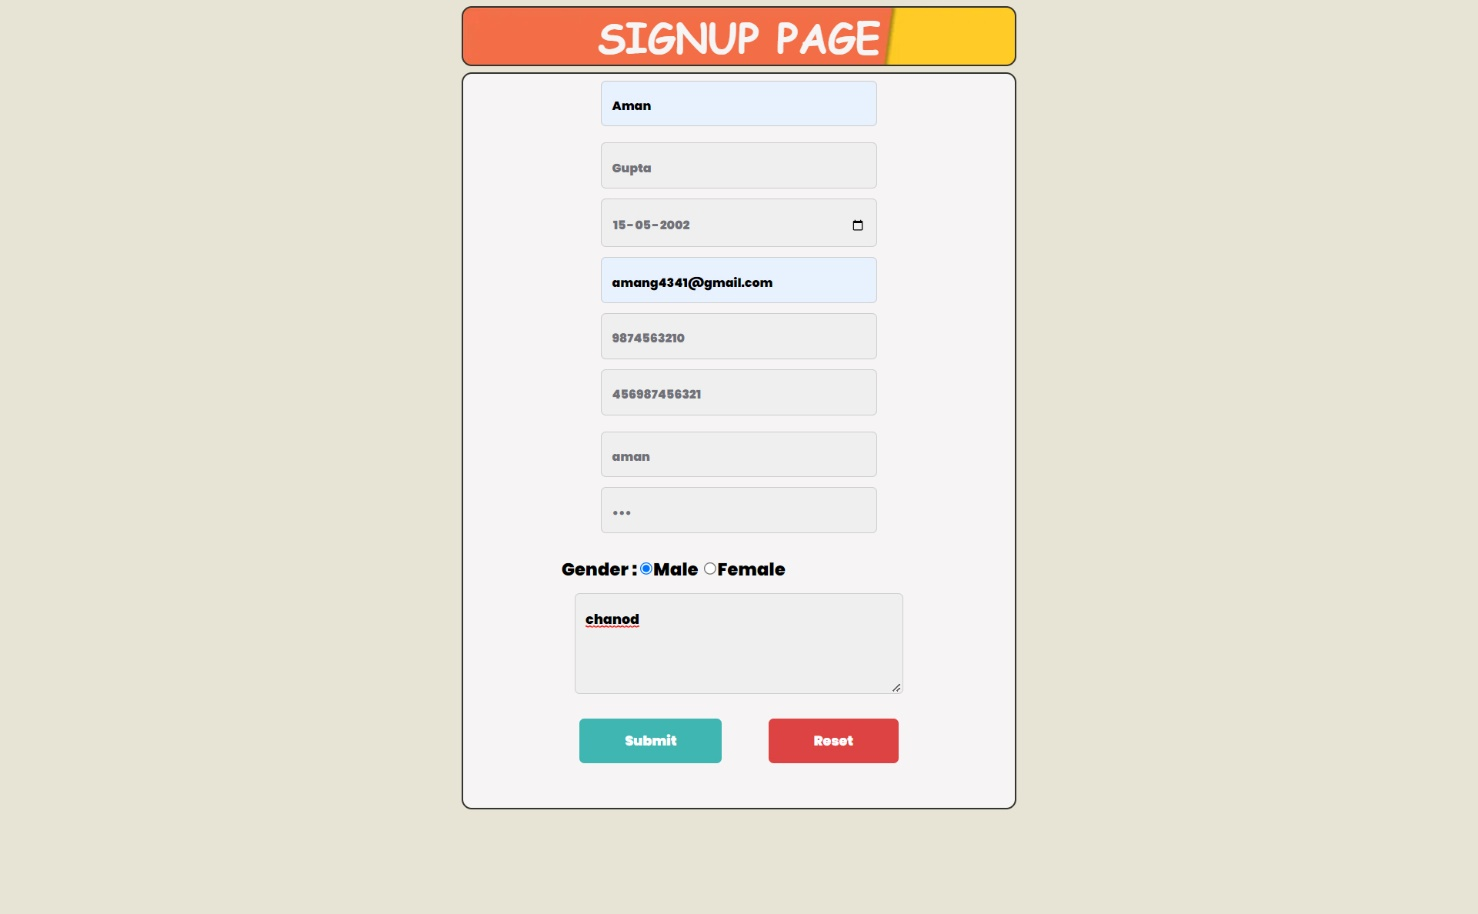 SIGNUP PAGE
Aman
Gupta
15-05-2002
amang4341@gmail.com
9874563210
456987456321
aman
•••
Gender : Male Female
chanod
Submit Reset